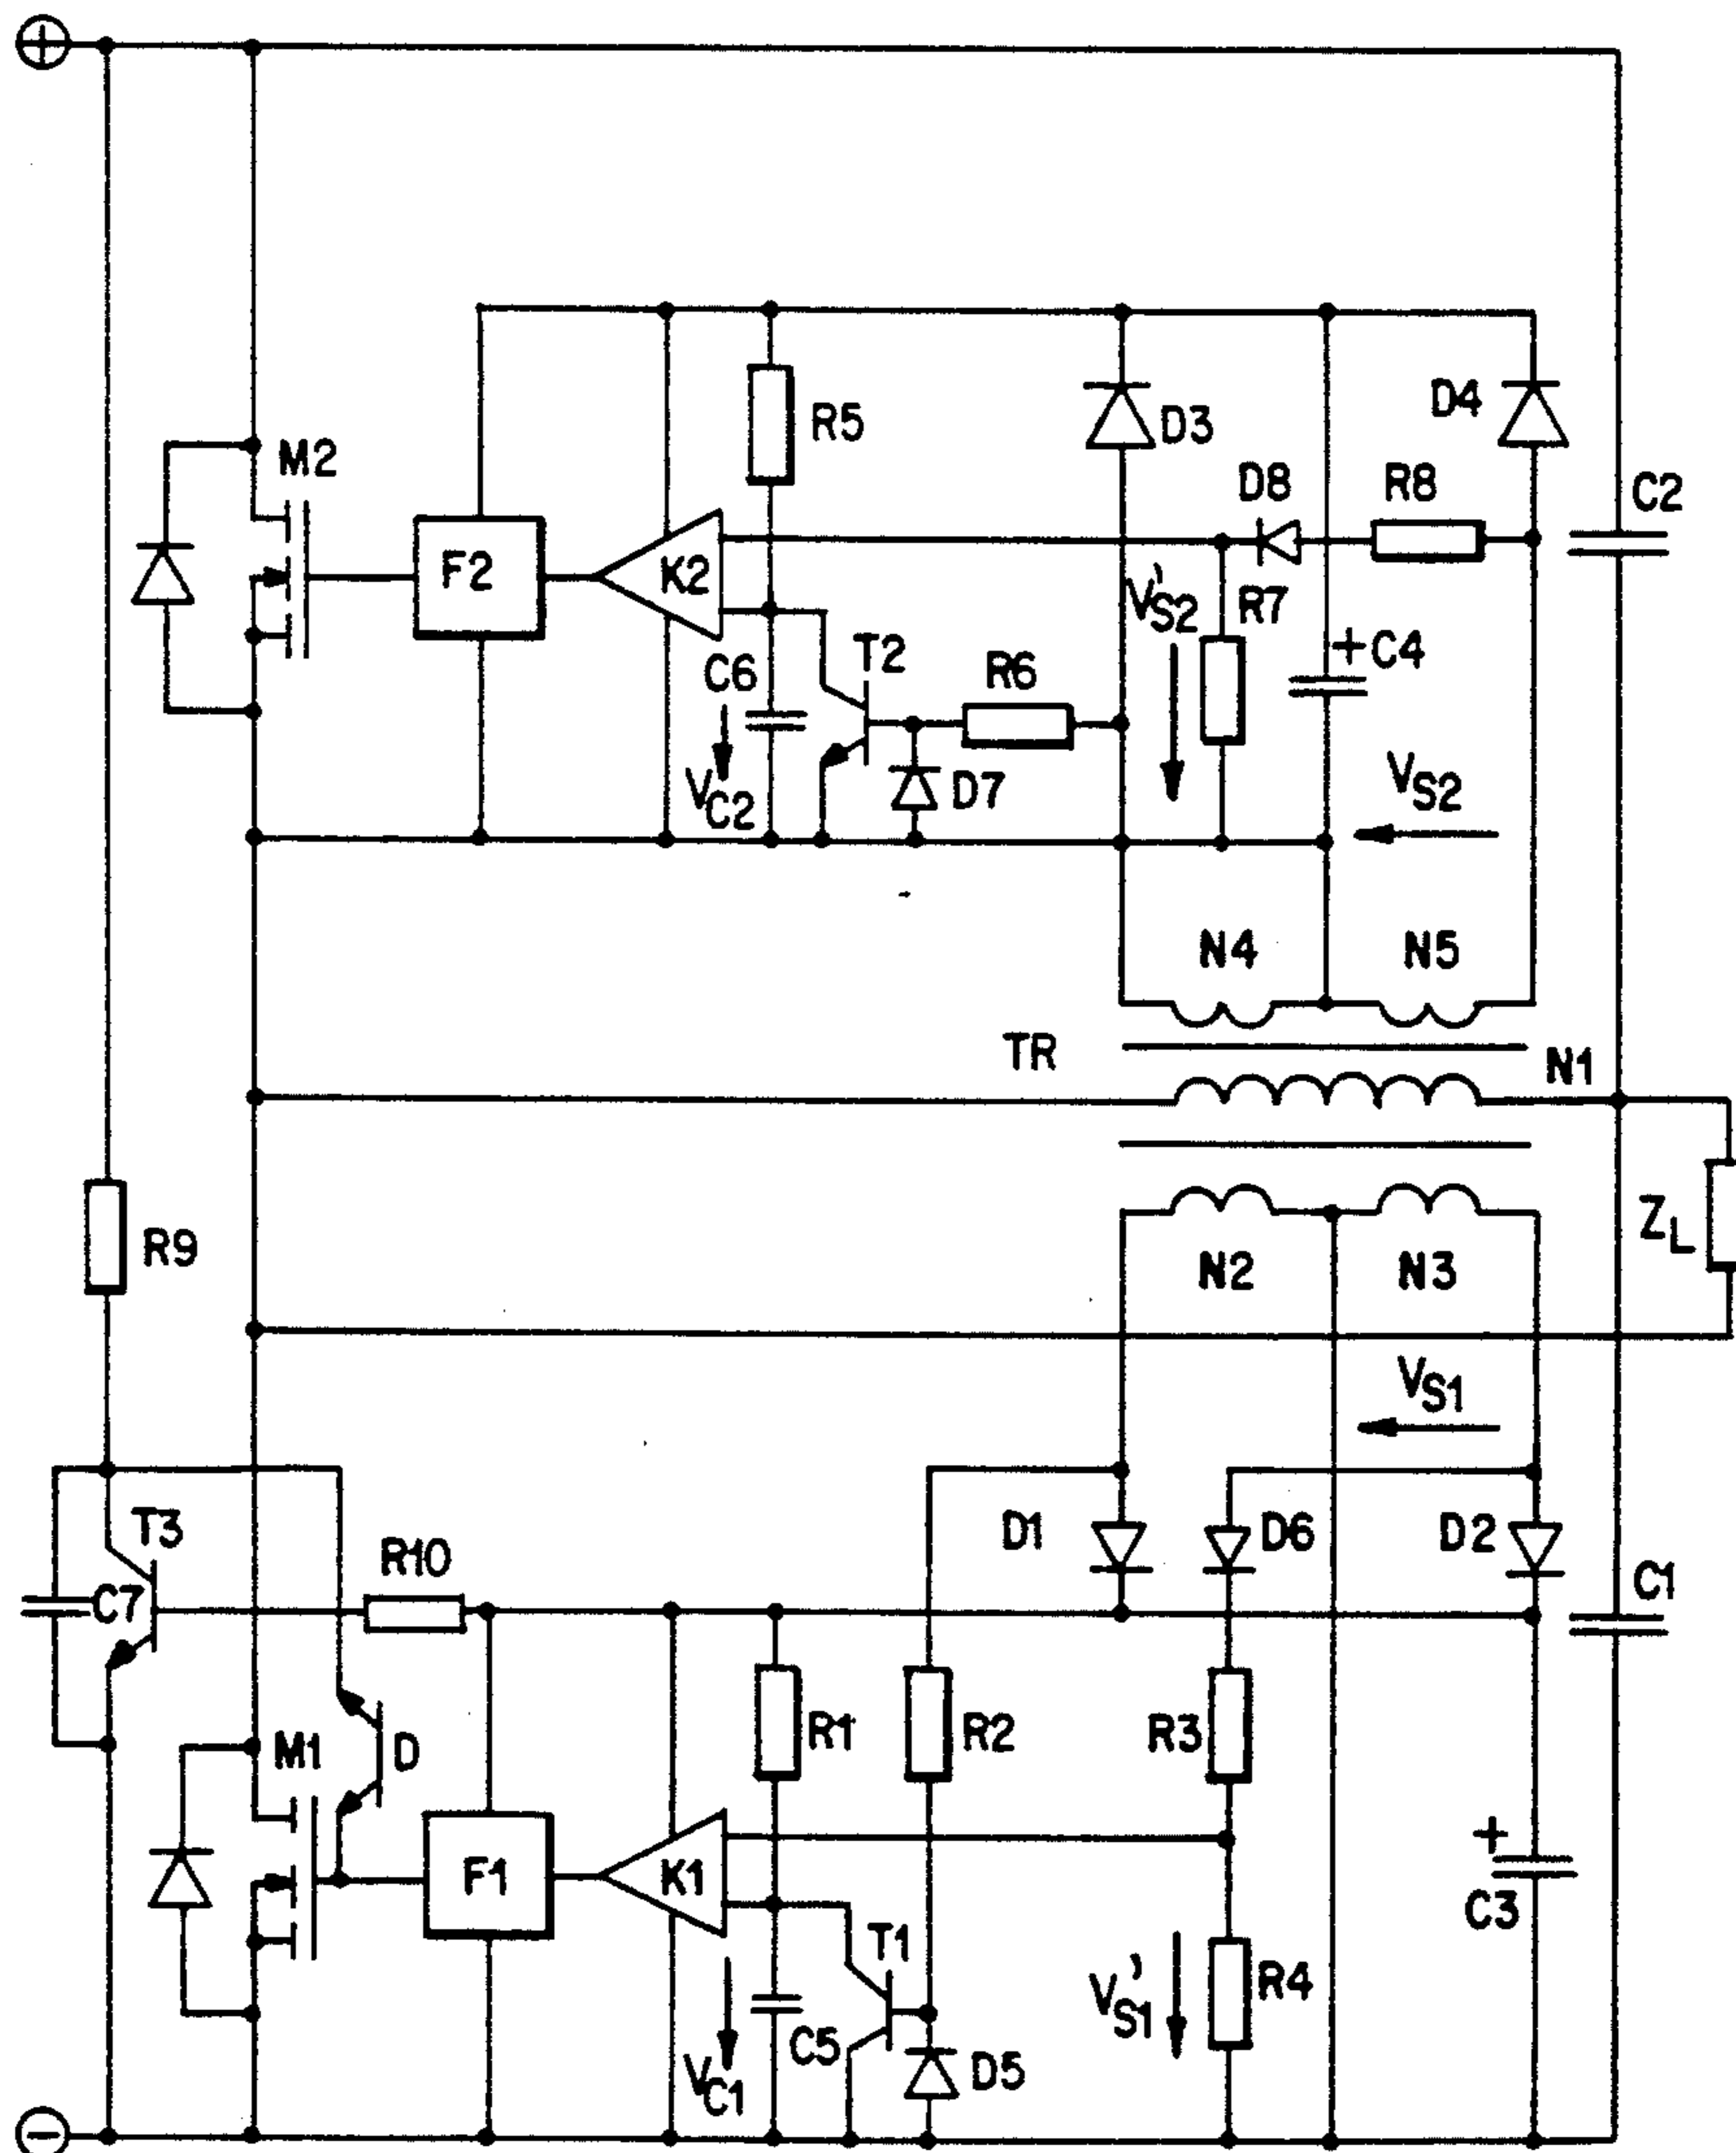 +
M2
R5
D3
D4
D8
R8
C2
F2
K2
V'S2
R7
T2
+C4
C6
R6
VC2
D7
VS2
N4
N5
TR
N1
R9
N2
N3
ZL
VS1
T3
D1
D6
D2
C7
R10
C1
M1
D
R1
R2
R3
F1
K1
+
C3
T1
V'S1
R4
VC1
C5
D5
−